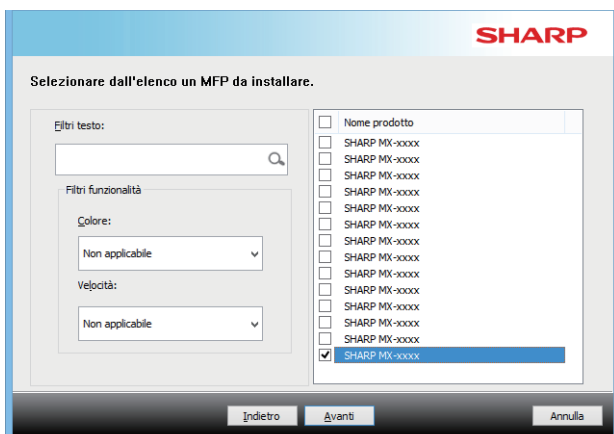 SHARP
Selezionare dall'elenco un MFP da installare.
Filtri testo:
Filtri funzionalità
Colore:
Non applicabile
Velocità:
Non applicabile
Nome prodotto
SHARP MX-xxxx
SHARP MX-xxxx
SHARP MX-xxxx
SHARP MX-xxxx
SHARP MX-xxxx
SHARP MX-xxxx
SHARP MX-xxxx
SHARP MX-xxxx
SHARP MX-xxxx
SHARP MX-xxxx
SHARP MX-xxxx
SHARP MX-xxxx
SHARP MX-xxxx
SHARP MX-xxxx
Indietro
Avanti
Annulla